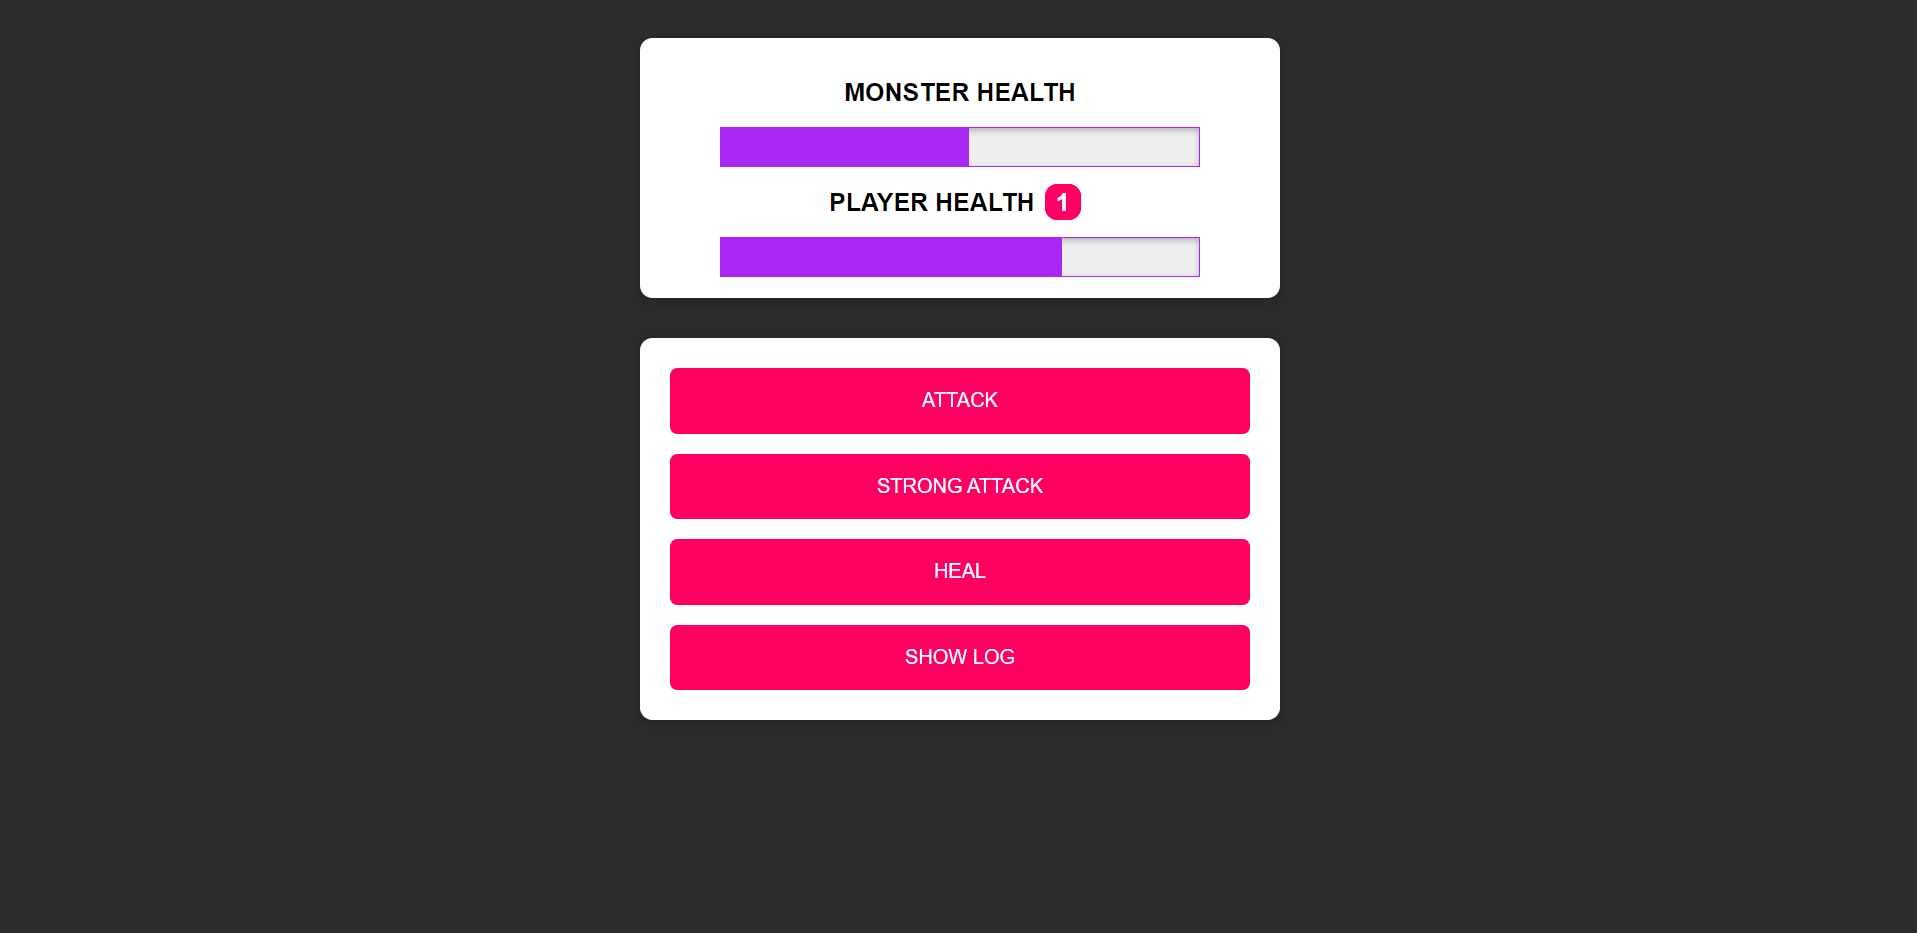 MONSTER HEALTH
PLAYER HEALTH 1
ATTACK
STRONG ATTACK
HEAL
SHOW LOG